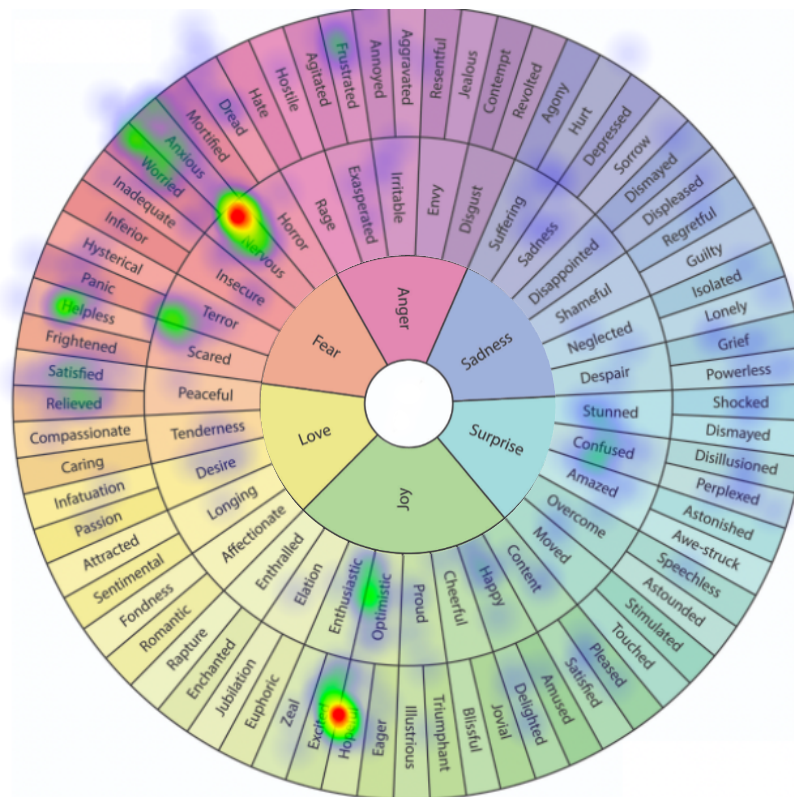 Anger
Sadness
Surprise
Joy
Love
Fear
Rage
Exasperated
Irritable
Envy
Disgust
Suffering
Sadness
Disappointed
Shameful
Neglected
Despair
Stunned
Confused
Amazed
Overcome
Moved
Content
Happy
Cheerful
Proud
Optimistic
Enthusiastic
Elation
Enthralled
Affectionate
Longing
Desire
Tenderness
Peaceful
Scared
Terror
Insecure
Nervous
Horror
Hate
Hostile
Agitated
Frustrated
Annoyed
Aggravated
Resentful
Jealous
Contempt
Revolted
Agony
Hurt
Depressed
Sorrow
Dismayed
Displeased
Regretful
Guilty
Isolated
Lonely
Grief
Powerless
Shocked
Dismayed
Disillusioned
Perplexed
Astonished
Awe-struck
Speechless
Astounded
Stimulated
Touched
Pleased
Satisfied
Amused
Delighted
Jovial
Blissful
Triumphant
Illustrious
Eager
Zeal
Euphoric
Jubilation
Enchanted
Rapture
Romantic
Fondness
Sentimental
Attracted
Passion
Infatuation
Caring
Compassionate
Relieved
Satisfied
Frightened
Helpless
Panic
Hysterical
Inferior
Inadequate
Worried
Anxious
Mortified
Dread